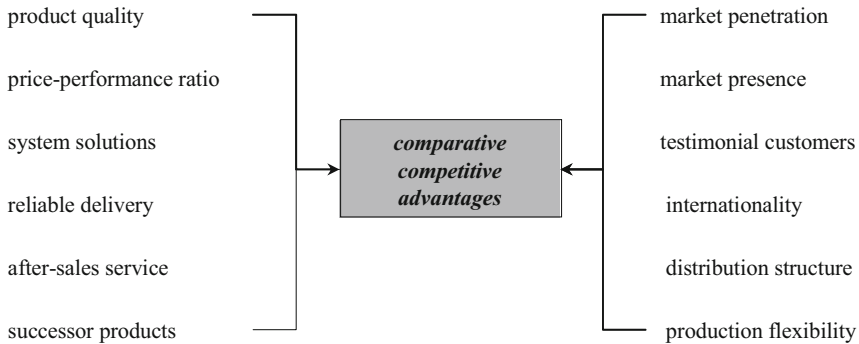 product quality
price-performance ratio
system solutions
reliable delivery
after-sales service
successor products
comparative
competitive
advantages
market penetration
market presence
testimonial customers
internationality
distribution structure
production flexibility